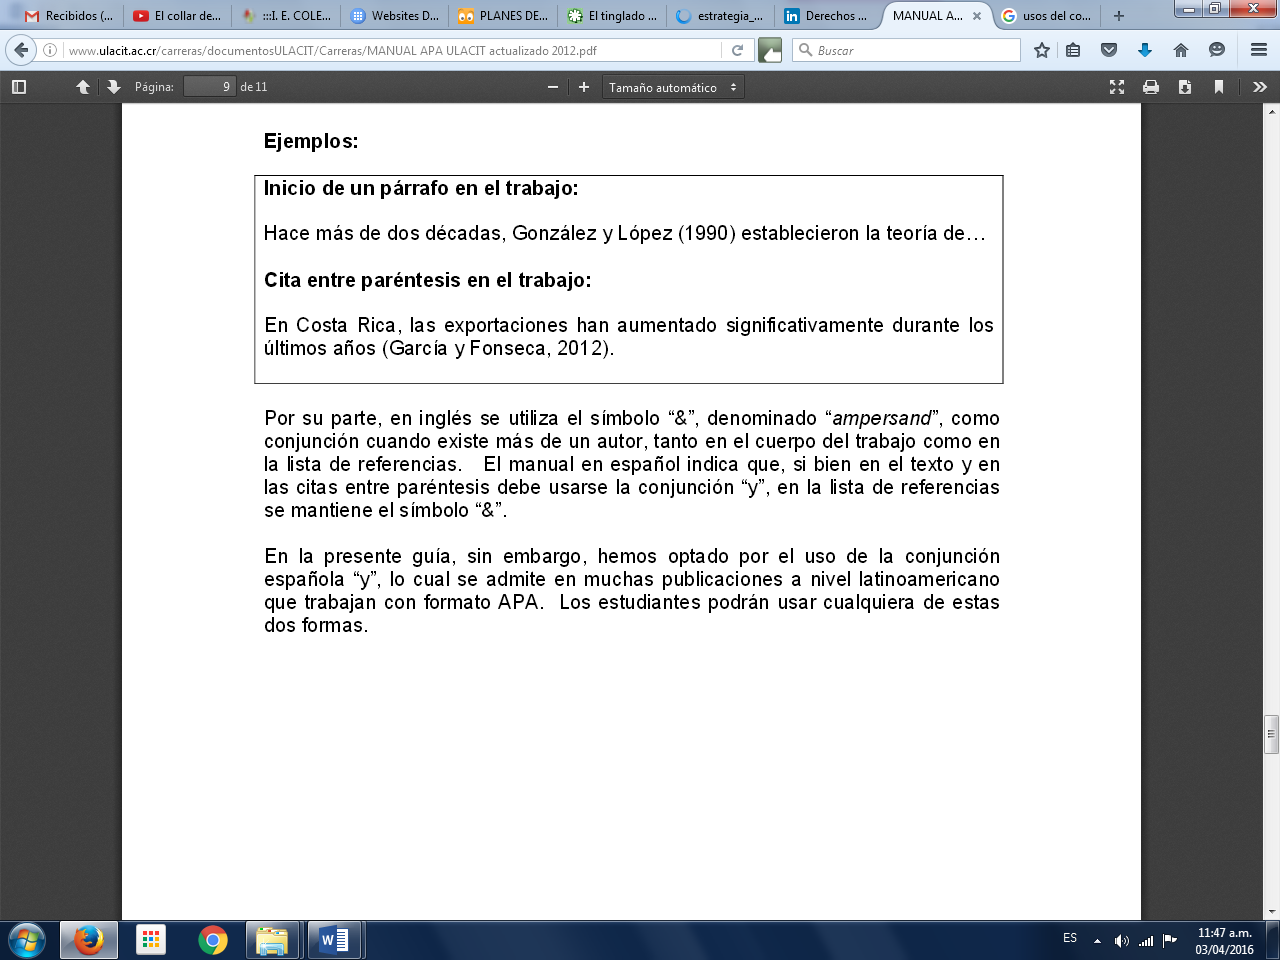 Recibidos (...
El collar de...
:::I. E. COLE...
Websites D...
PLANES DE...
El tinglado ...
estrategia_...
Derechos ...
MANUAL A...
usos del co...
www.ulacit.ac.cr/carreras/documentosULACIT/Carreras/MANUAL APA ULACIT actualizado 2012.pdf
Buscar
Página: 9 de 11
Tamaño automático
Ejemplos:
Inicio de un párrafo en el trabajo:
Hace más de dos décadas, González y López (1990) establecieron la teoría de…
Cita entre paréntesis en el trabajo:
En Costa Rica, las exportaciones han aumentado significativamente durante los
últimos años (García y Fonseca, 2012).
Por su parte, en inglés se utiliza el símbolo “&”, denominado “ampersand”, como
conjunción cuando existe más de un autor, tanto en el cuerpo del trabajo como en
la lista de referencias. El manual en español indica que, si bien en el texto y en
las citas entre paréntesis debe usarse la conjunción “y”, en la lista de referencias
se mantiene el símbolo “&”.
En la presente guía, sin embargo, hemos optado por el uso de la conjunción
española “y”, lo cual se admite en muchas publicaciones a nivel latinoamericano
que trabajan con formato APA. Los estudiantes podrán usar cualquiera de estas
dos formas.
ES
11:47 a.m.
03/04/2016